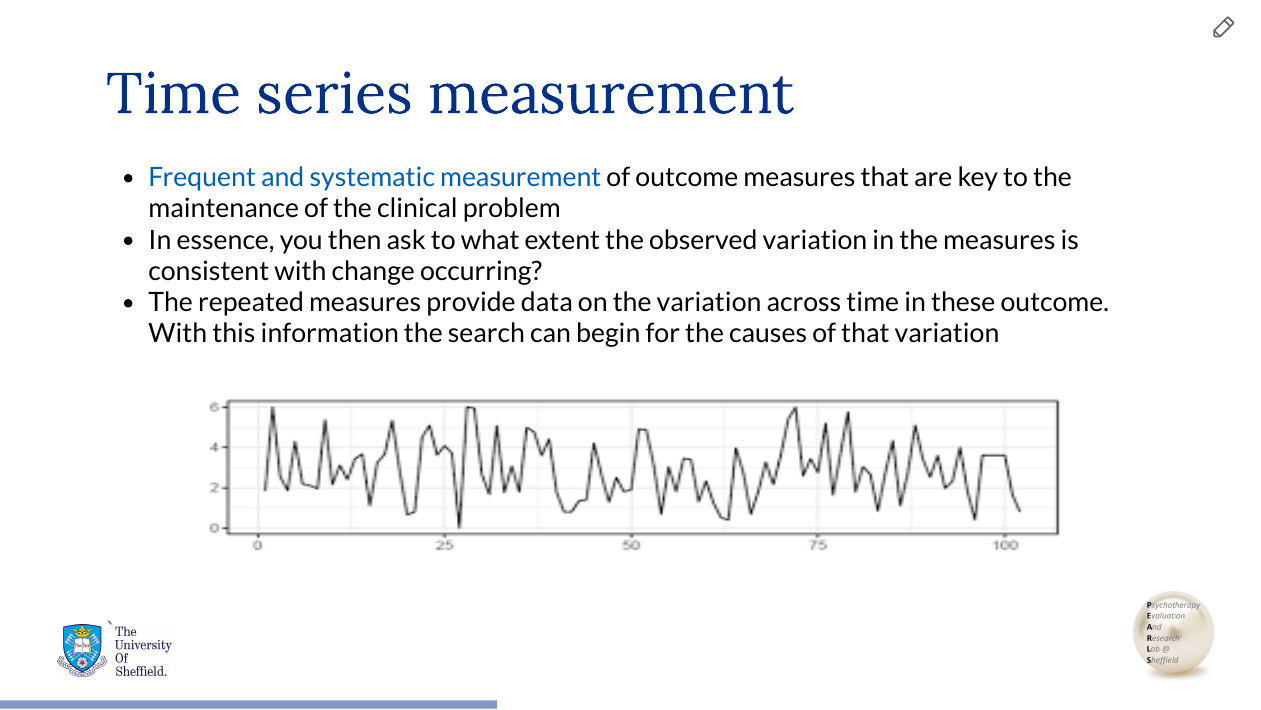 Time series measurement
• Frequent and systematic measurement of outcome measures that are key to the
maintenance of the clinical problem
• In essence, you then ask to what extent the observed variation in the measures is
consistent with change occurring?
• The repeated measures provide data on the variation across time in these outcome.
With this information the search can begin for the causes of that variation
6
4
2
0
0 25 50 75 100
The
University
Of
Sheffield.
Psychotherapy
Evaluation
And
Research
Lab @
Sheffield